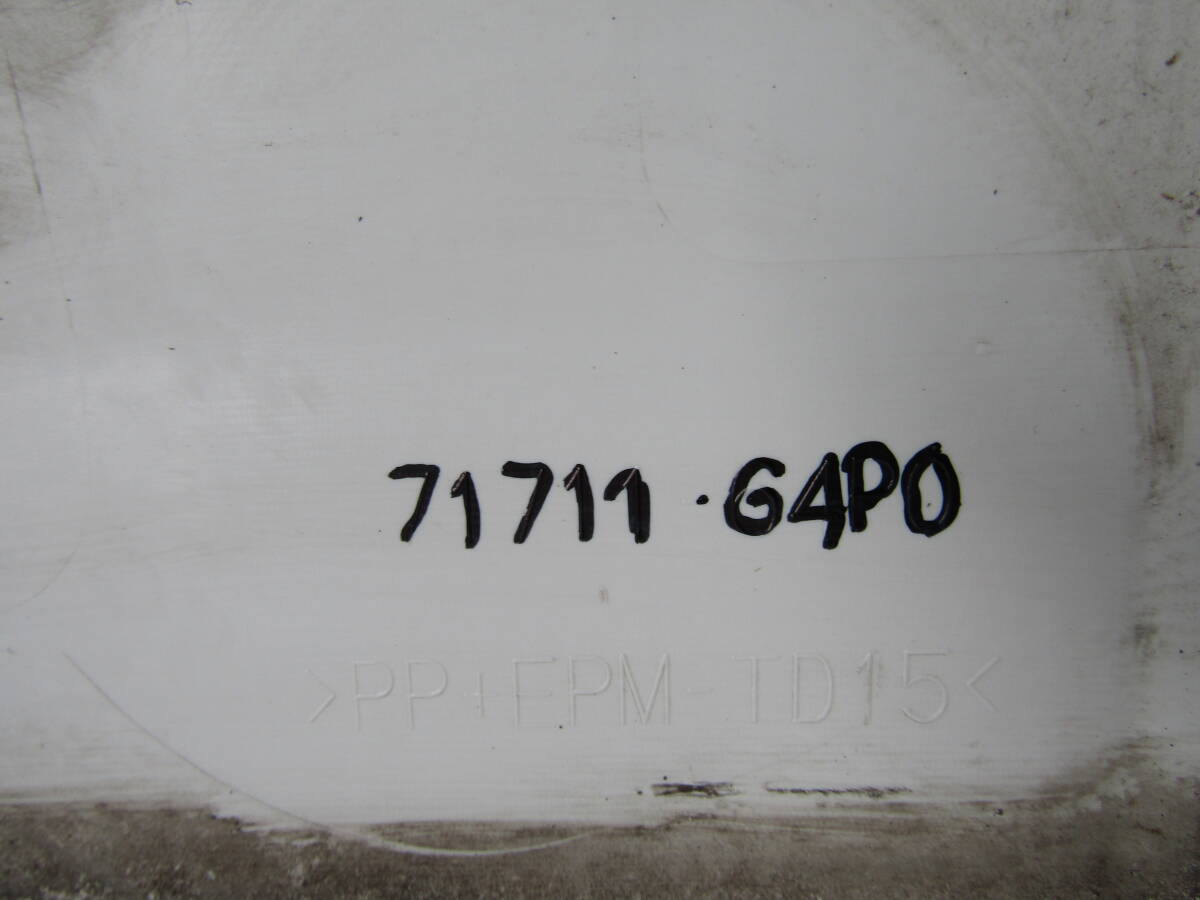 71711 · G4P0
>PP+EPM-TD15<